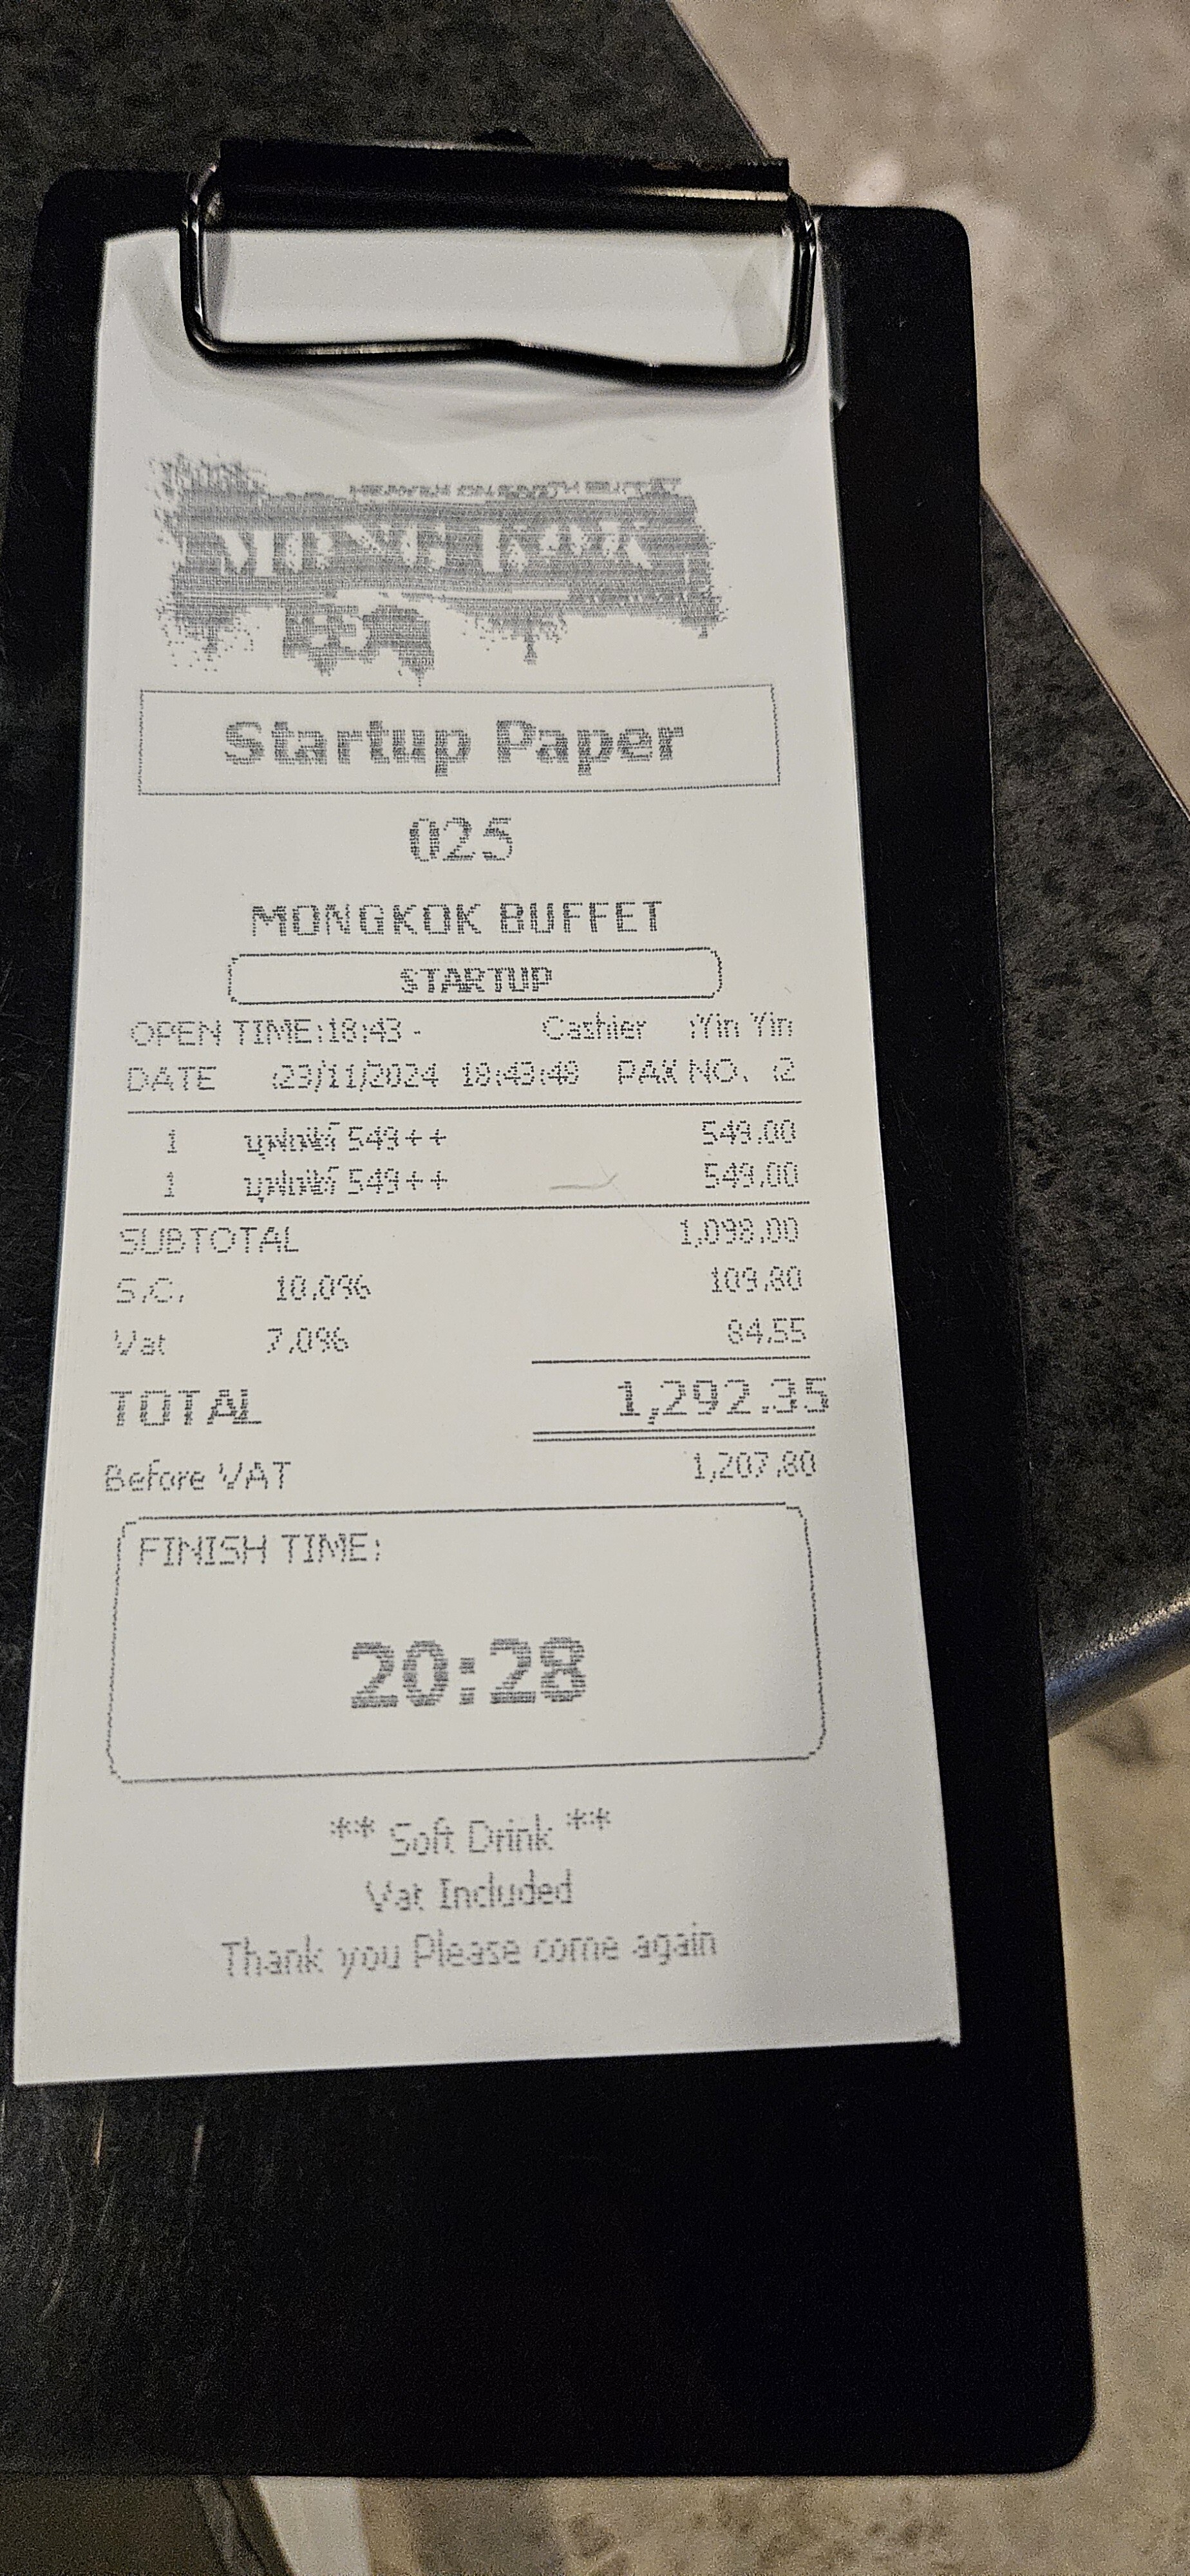 MONG KOK
Startup Paper
025
MONGKOK BUFFET
STARTUP
OPEN TIME:18:43 - Cashier :Yin Yin
DATE :23/11/2024 18:43:48 PAX NO. :2
1 บุฟเฟ่ต์ 549++ 549.00
1 บุฟเฟ่ต์ 549++ 549.00
SUBTOTAL 1,098.00
S.C. 10.0% 109.80
Vat 7.0% 84.55
TOTAL 1,292.35
Before VAT 1,207.80
FINISH TIME:
20:28
** Soft Drink **
Vat Included
Thank you Please come again